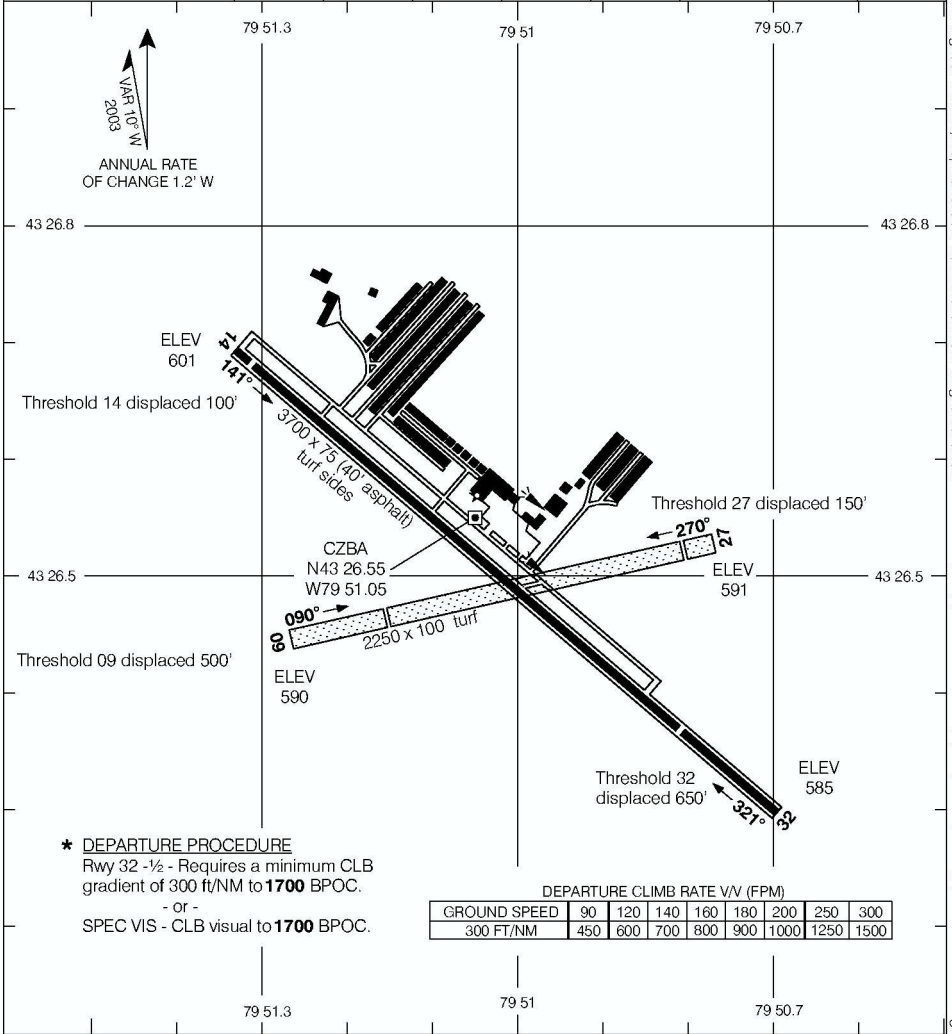 79 51.3
79 51
79 50.7
VAR 10° W
2003
ANNUAL RATE
OF CHANGE 1.2' W
43 26.8
43 26.8
ELEV
601
14
141°
Threshold 14 displaced 100'
3700 x 75 (40' asphalt)
turf sides
Threshold 27 displaced 150'
270°
27
CZBA
N43 26.55
W79 51.05
43 26.5
43 26.5
ELEV
591
090°
09
2250 x 100 turf
Threshold 09 displaced 500'
ELEV
590
ELEV
585
Threshold 32
displaced 650'
321°
32
* DEPARTURE PROCEDURE
Rwy 32 -½ - Requires a minimum CLB
gradient of 300 ft/NM to 1700 BPOC.
- or -
SPEC VIS - CLB visual to 1700 BPOC.
DEPARTURE CLIMB RATE V/V (FPM)
GROUND SPEED 90 120 140 160 180 200 250 300
300 FT/NM 450 600 700 800 900 1000 1250 1500
79 51.3
79 51
79 50.7